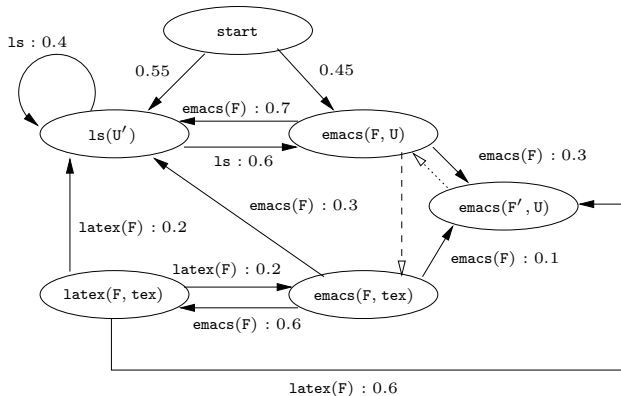 ls : 0.4
start
0.55
0.45
emacs(F) : 0.7
ls(U′)
emacs(F, U)
ls : 0.6
emacs(F) : 0.3
emacs(F′, U)
emacs(F) : 0.3
latex(F) : 0.2
emacs(F) : 0.1
latex(F) : 0.2
latex(F, tex)
emacs(F, tex)
emacs(F) : 0.6
latex(F) : 0.6